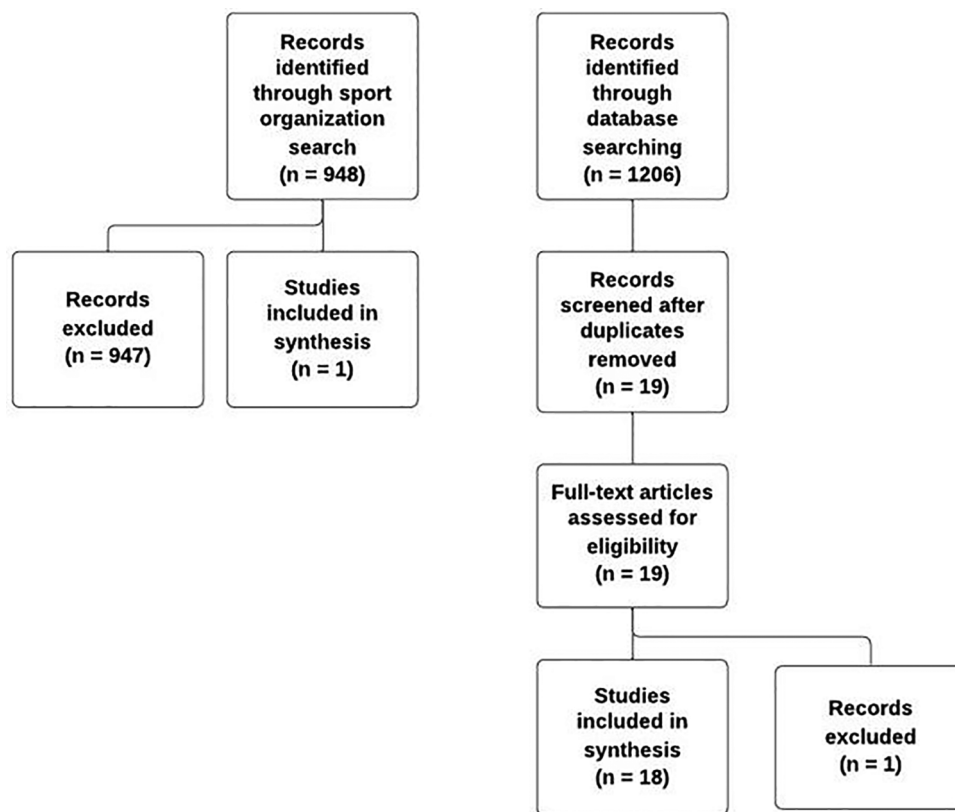 Records
identified
through sport
organization
search
(n = 948)
Records
identified
through
database
searching
(n = 1206)
Records
excluded
(n = 947)
Studies
included in
synthesis
(n = 1)
Records
screened after
duplicates
removed
(n = 19)
Full-text articles
assessed for
eligibility
(n = 19)
Studies
included in
synthesis
(n = 18)
Records
excluded
(n = 1)